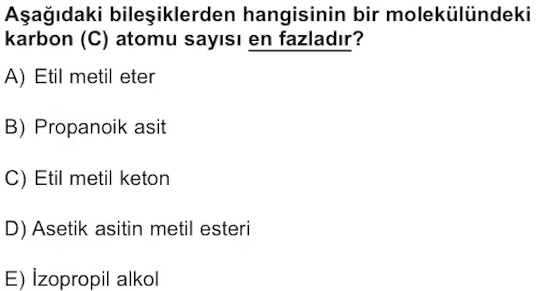 Aşağıdaki bileşiklerden hangisinin bir molekülündeki
karbon (C) atomu sayısı en fazladır?
A) Etil metil eter
B) Propanoik asit
C) Etil metil keton
D) Asetik asitin metil esteri
E) İzopropil alkol